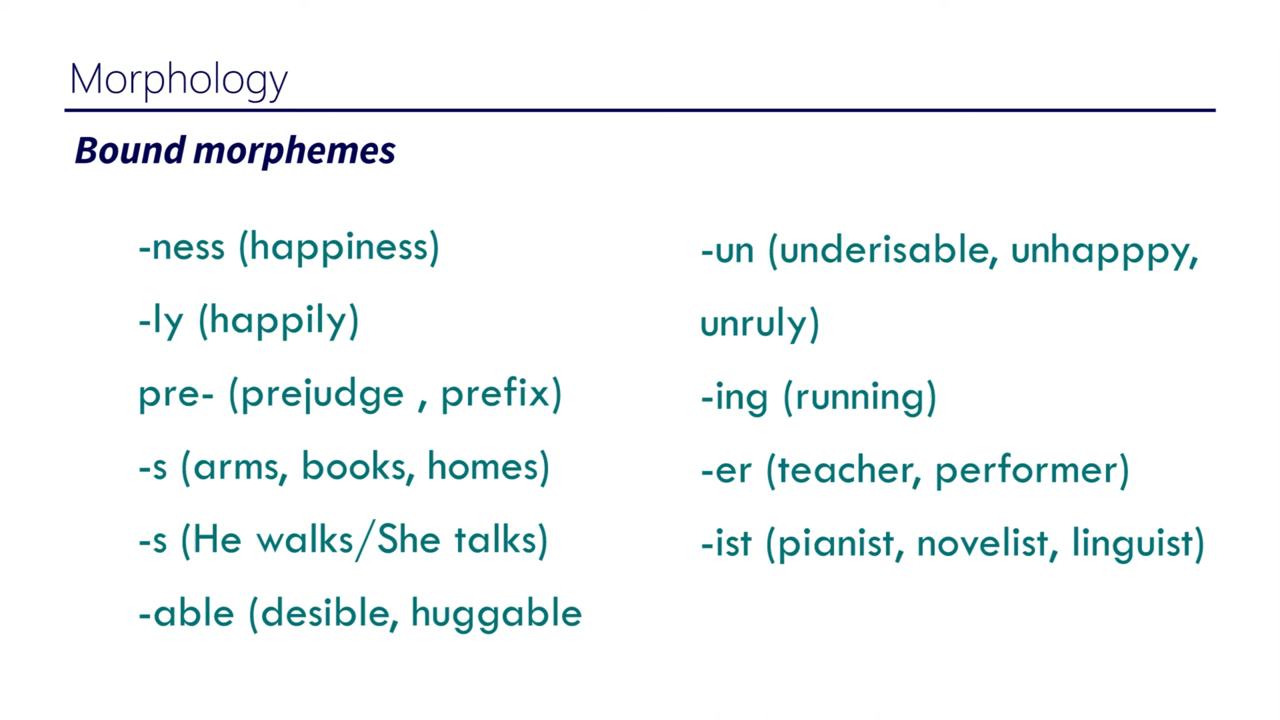 Morphology
Bound morphemes
-ness (happiness)
-ly (happily)
pre- (prejudge , prefix)
-s (arms, books, homes)
-s (He walks/She talks)
-able (desible, huggable
-un (underisable, unhapppy,
unruly)
-ing (running)
-er (teacher, performer)
-ist (pianist, novelist, linguist)